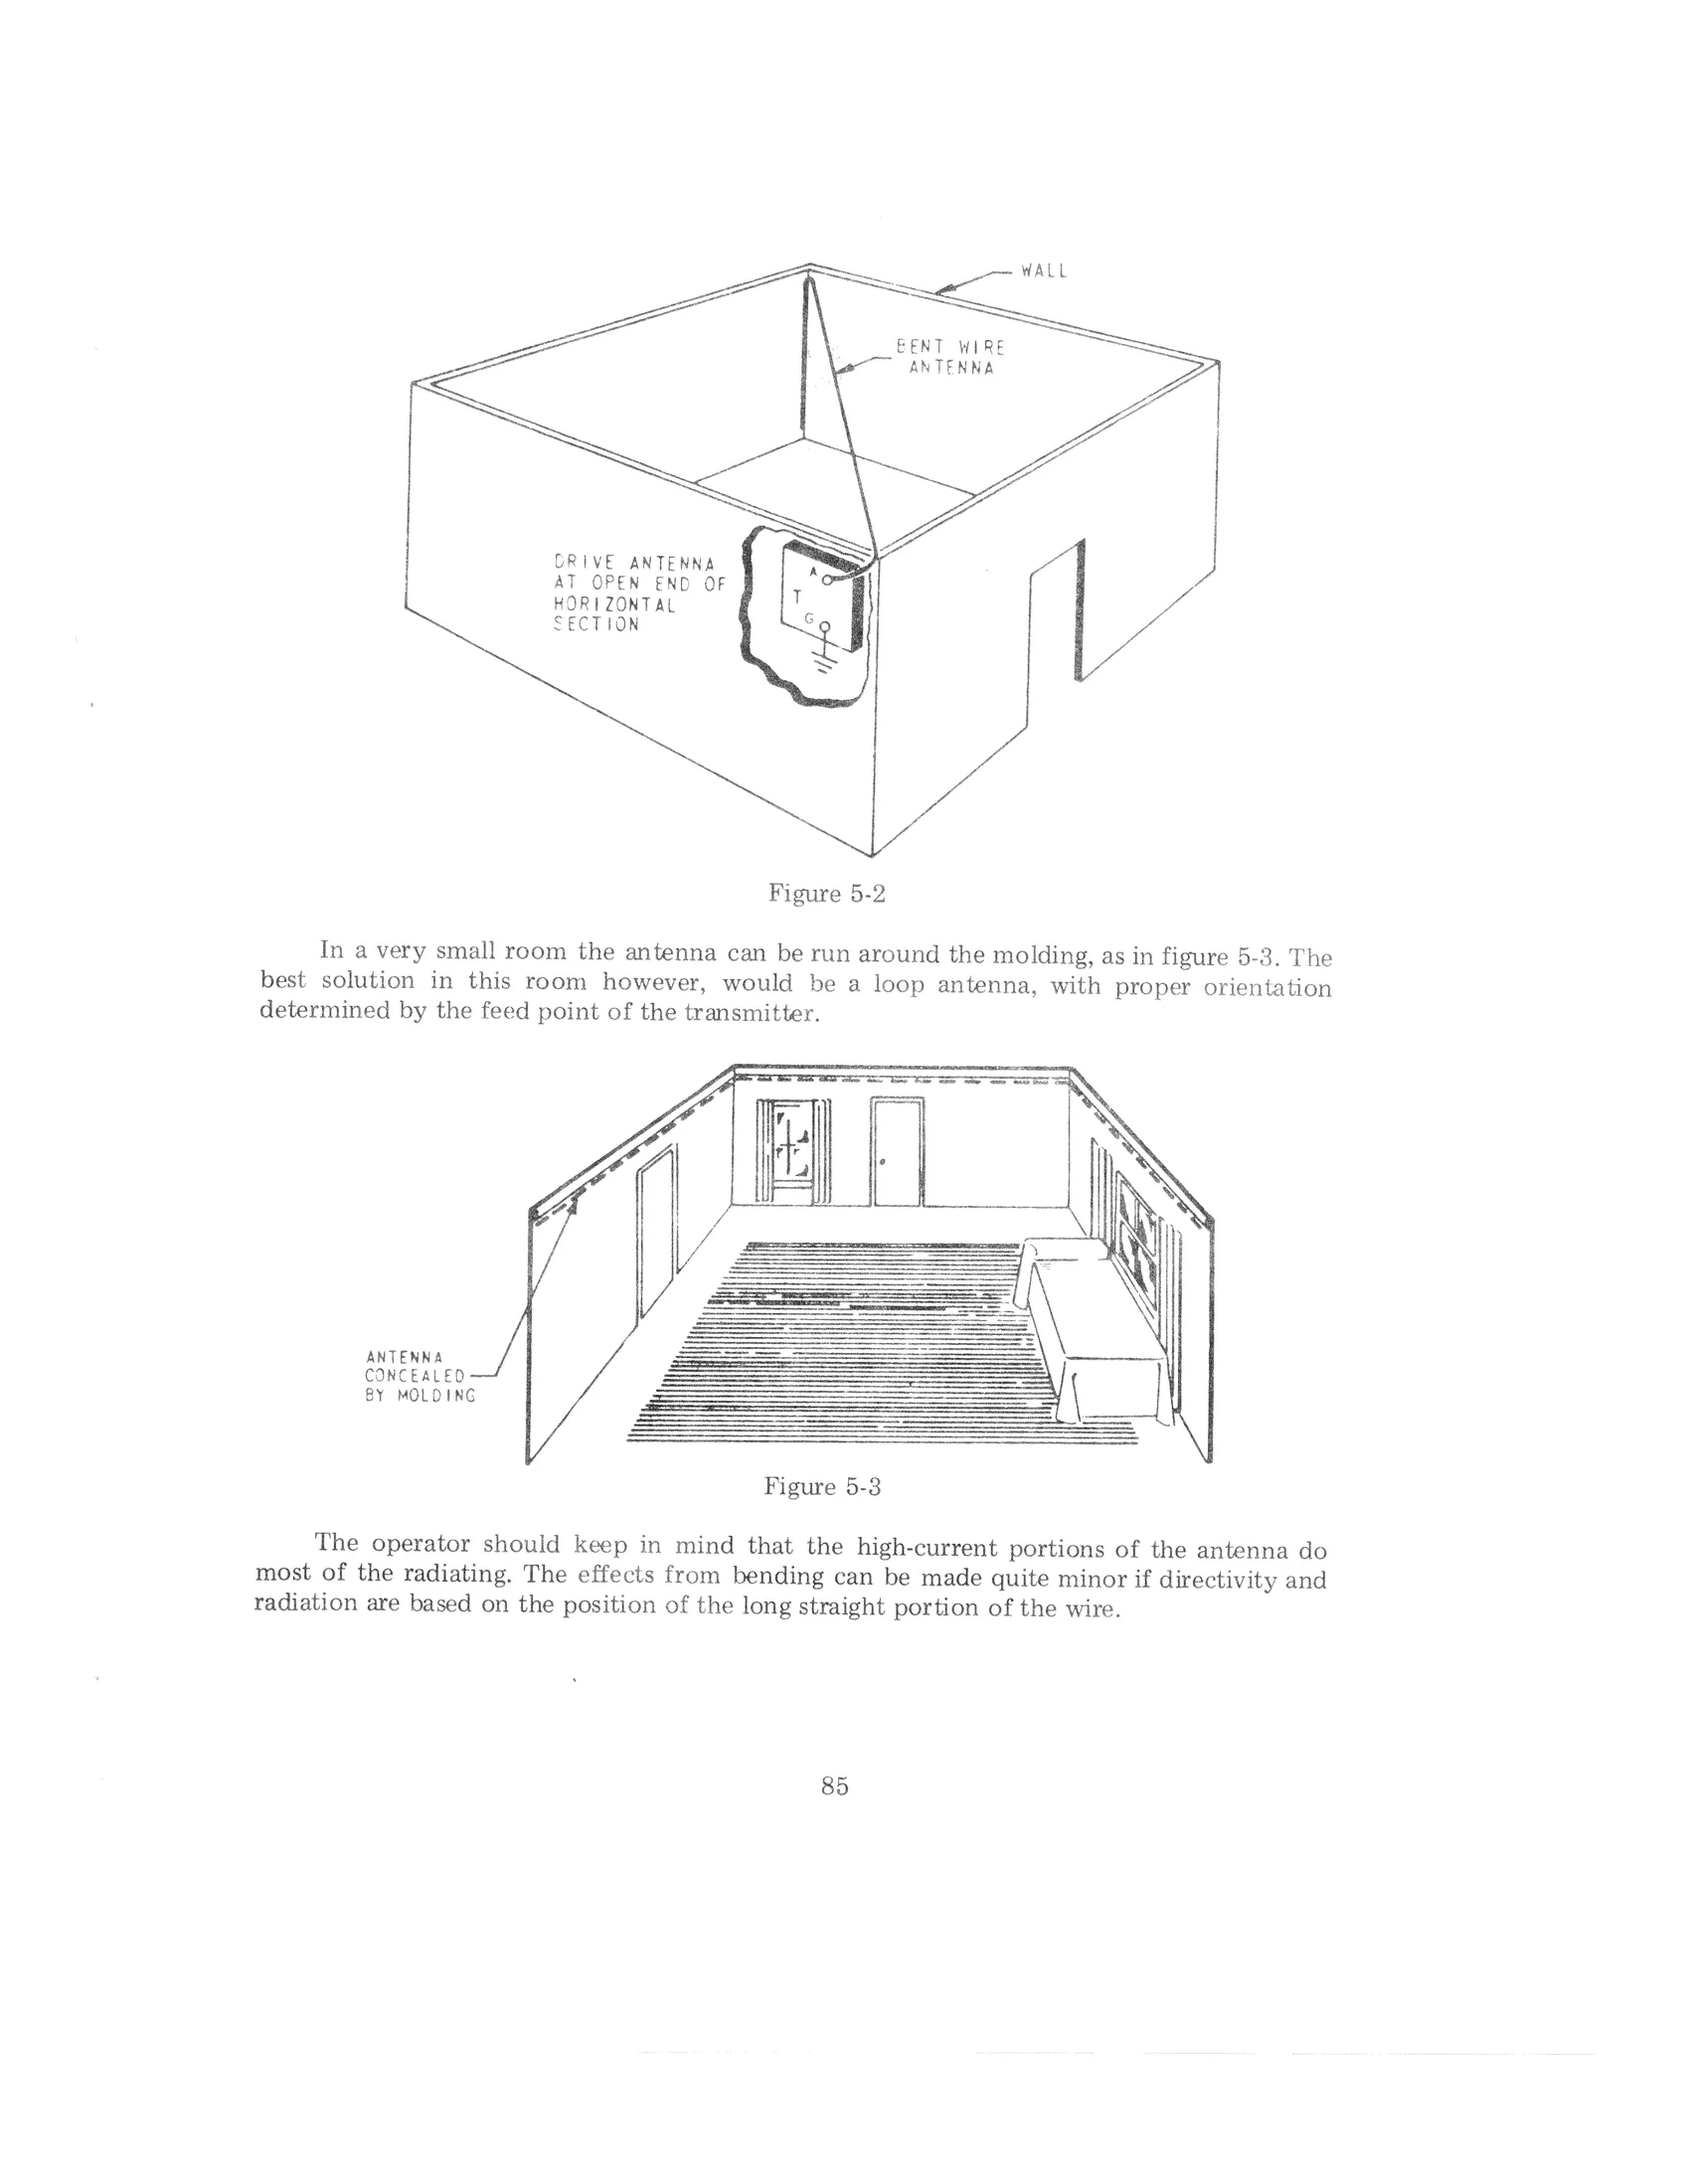 WALL
BENT WIRE
ANTENNA
DRIVE ANTENNA
AT OPEN END OF
HORIZONTAL
SECTION
A
T
G
Figure 5-2
In a very small room the antenna can be run around the molding, as in figure 5-3. The
best solution in this room however, would be a loop antenna, with proper orientation
determined by the feed point of the transmitter.
ANTENNA
CONCEALED
BY MOLDING
Figure 5-3
The operator should keep in mind that the high-current portions of the antenna do
most of the radiating. The effects from bending can be made quite minor if directivity and
radiation are based on the position of the long straight portion of the wire.
85